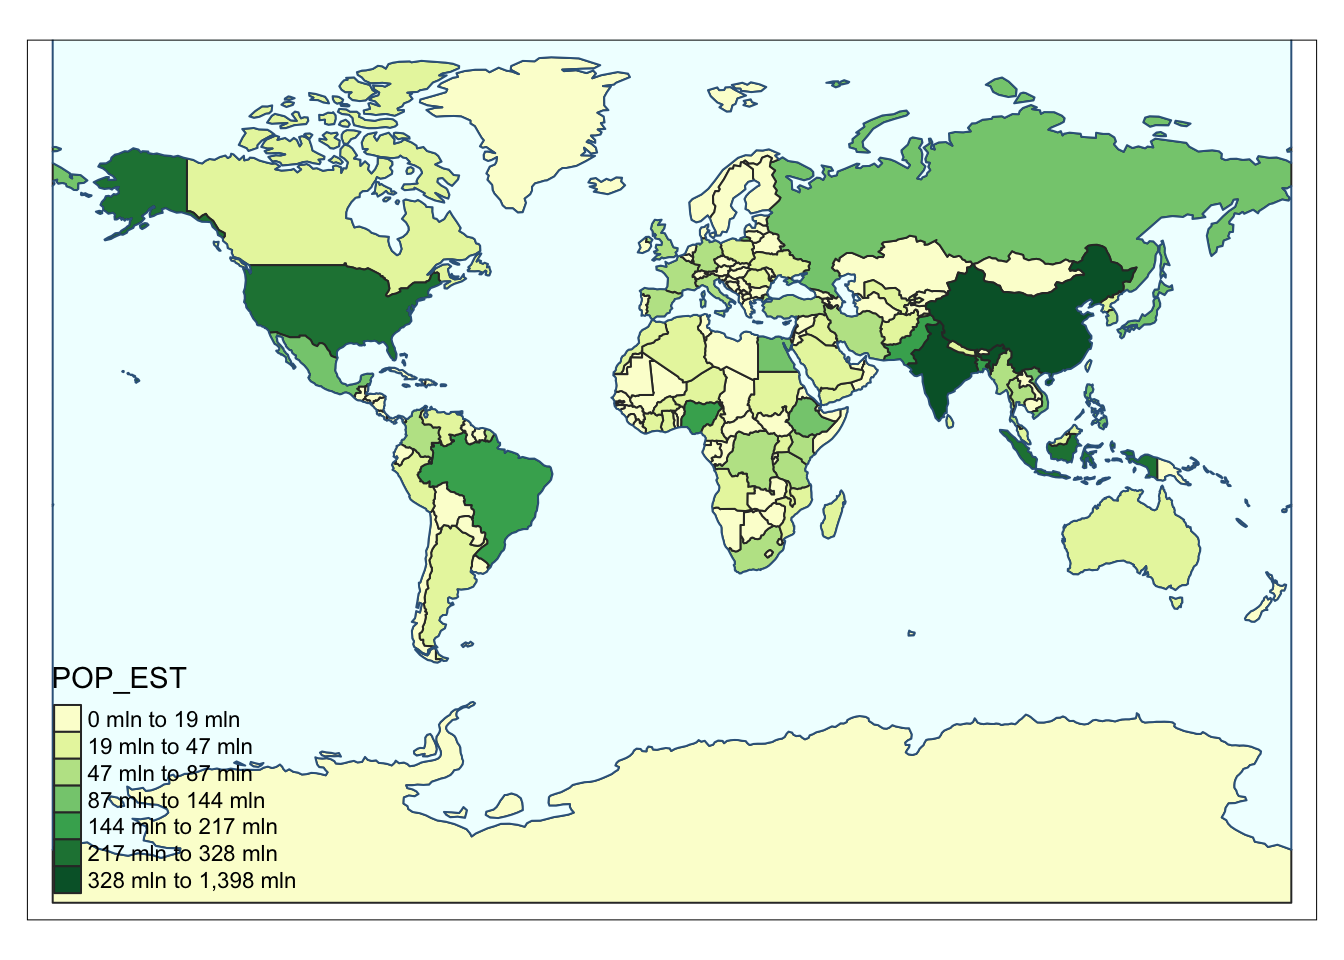 POP_EST
0 mln to 19 mln
19 mln to 47 mln
47 mln to 87 mln
87 mln to 144 mln
144 mln to 217 mln
217 mln to 328 mln
328 mln to 1,398 mln